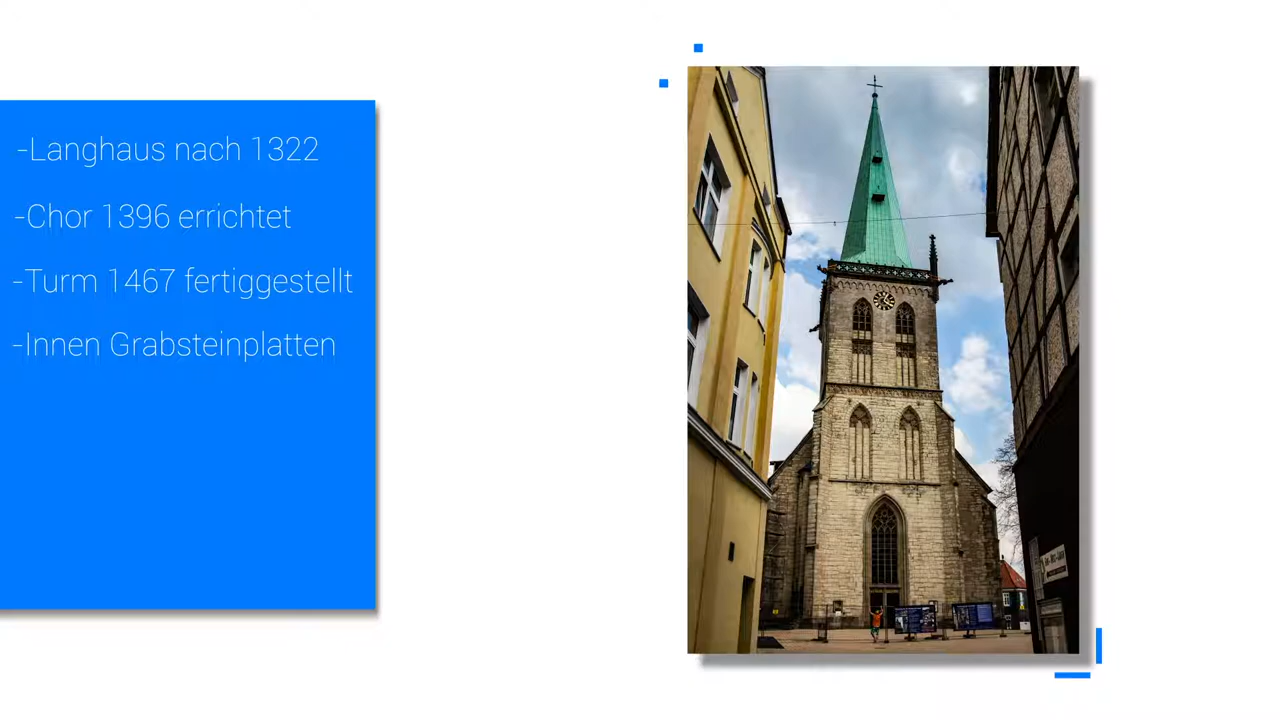 -Langhaus nach 1322
-Chor 1396 errichtet
-Turm 1467 fertiggestellt
-Innen Grabsteinplatten